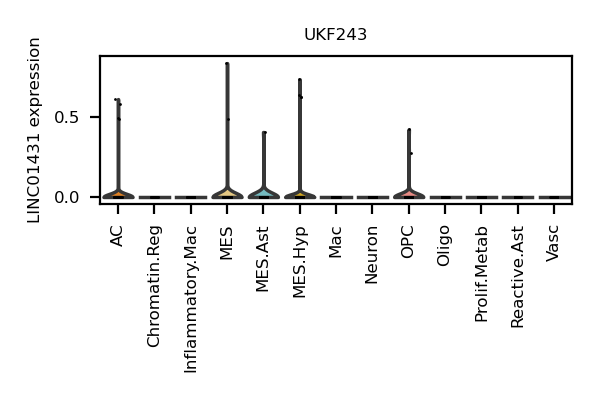 UKF243
LINC01431 expression
0.5
0.0
AC
Chromatin.Reg
Inflammatory.Mac
MES
MES.Ast
MES.Hyp
Mac
Neuron
OPC
Oligo
Prolif.Metab
Reactive.Ast
Vasc